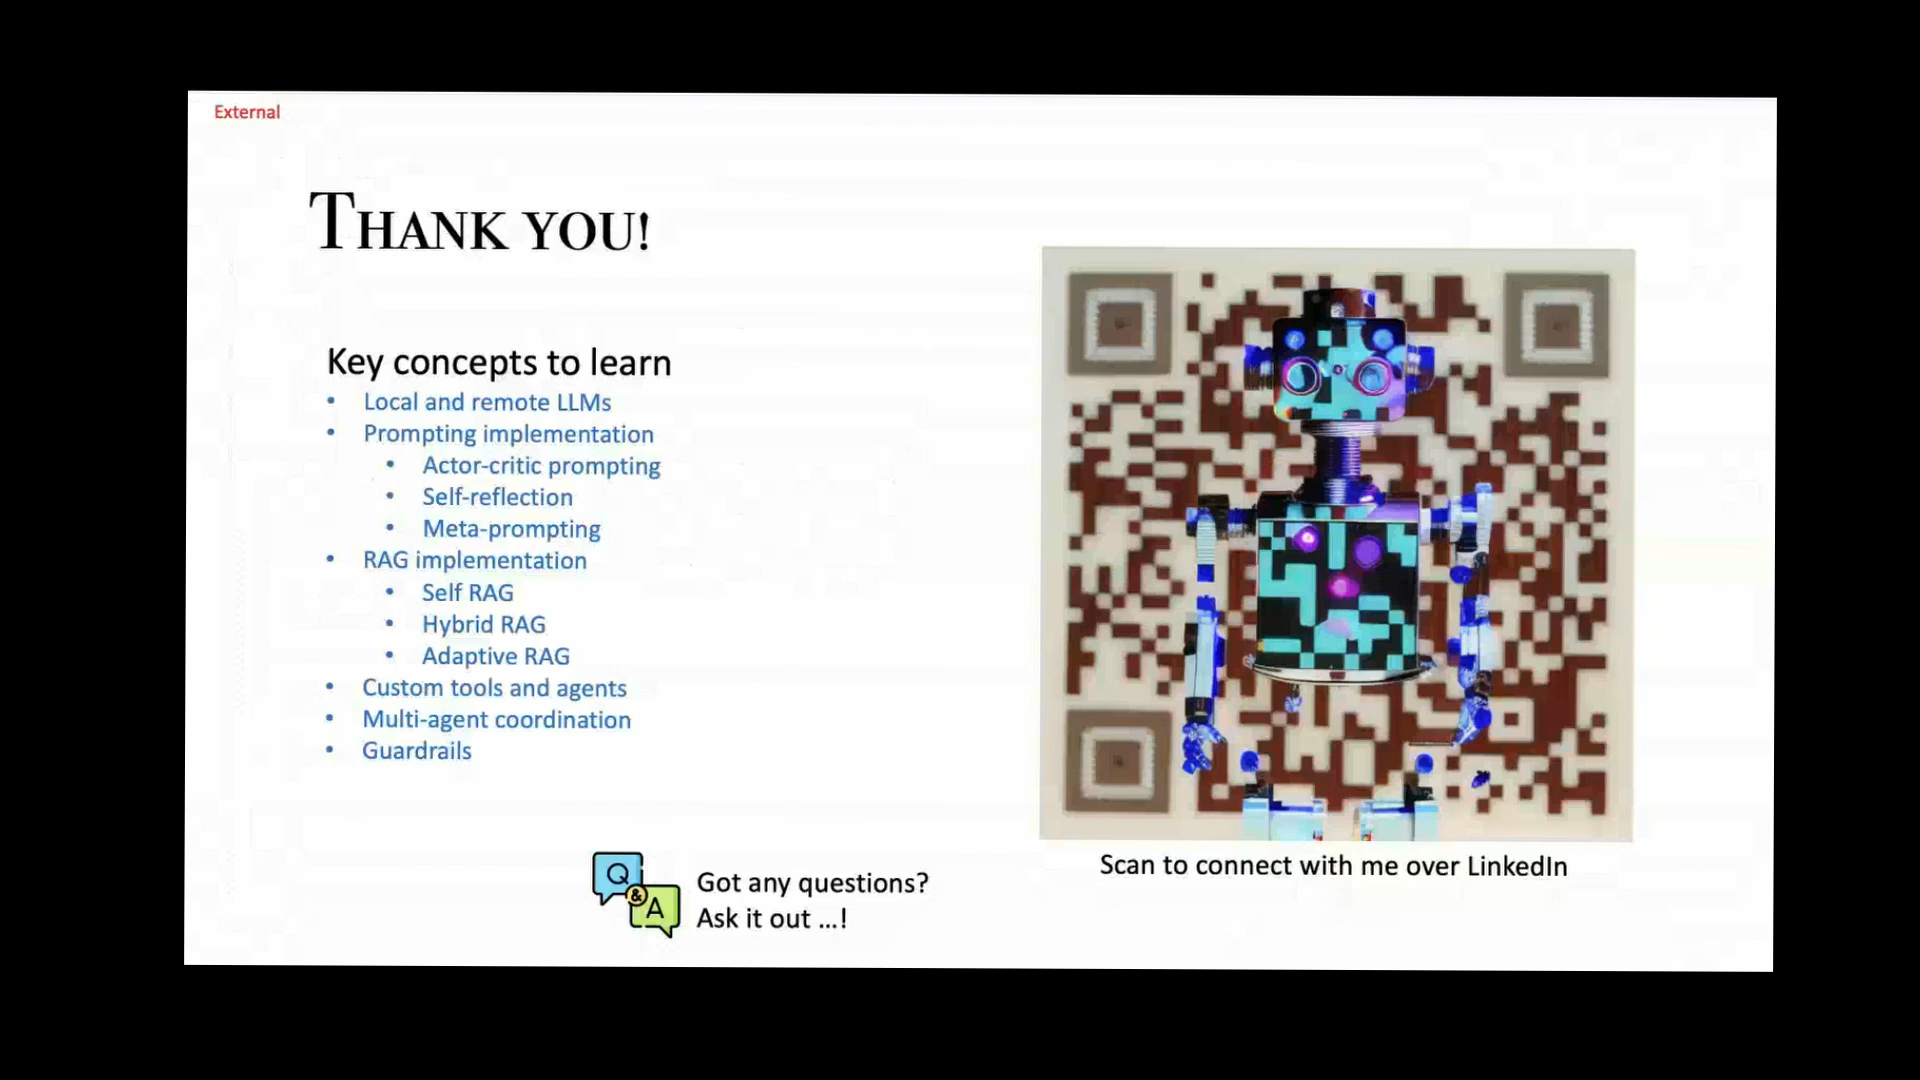 External
THANK YOU!
Key concepts to learn
• Local and remote LLMs
• Prompting implementation
• Actor-critic prompting
• Self-reflection
• Meta-prompting
• RAG implementation
• Self RAG
• Hybrid RAG
• Adaptive RAG
• Custom tools and agents
• Multi-agent coordination
• Guardrails
Q & A
Got any questions?
Ask it out ...!
Scan to connect with me over LinkedIn